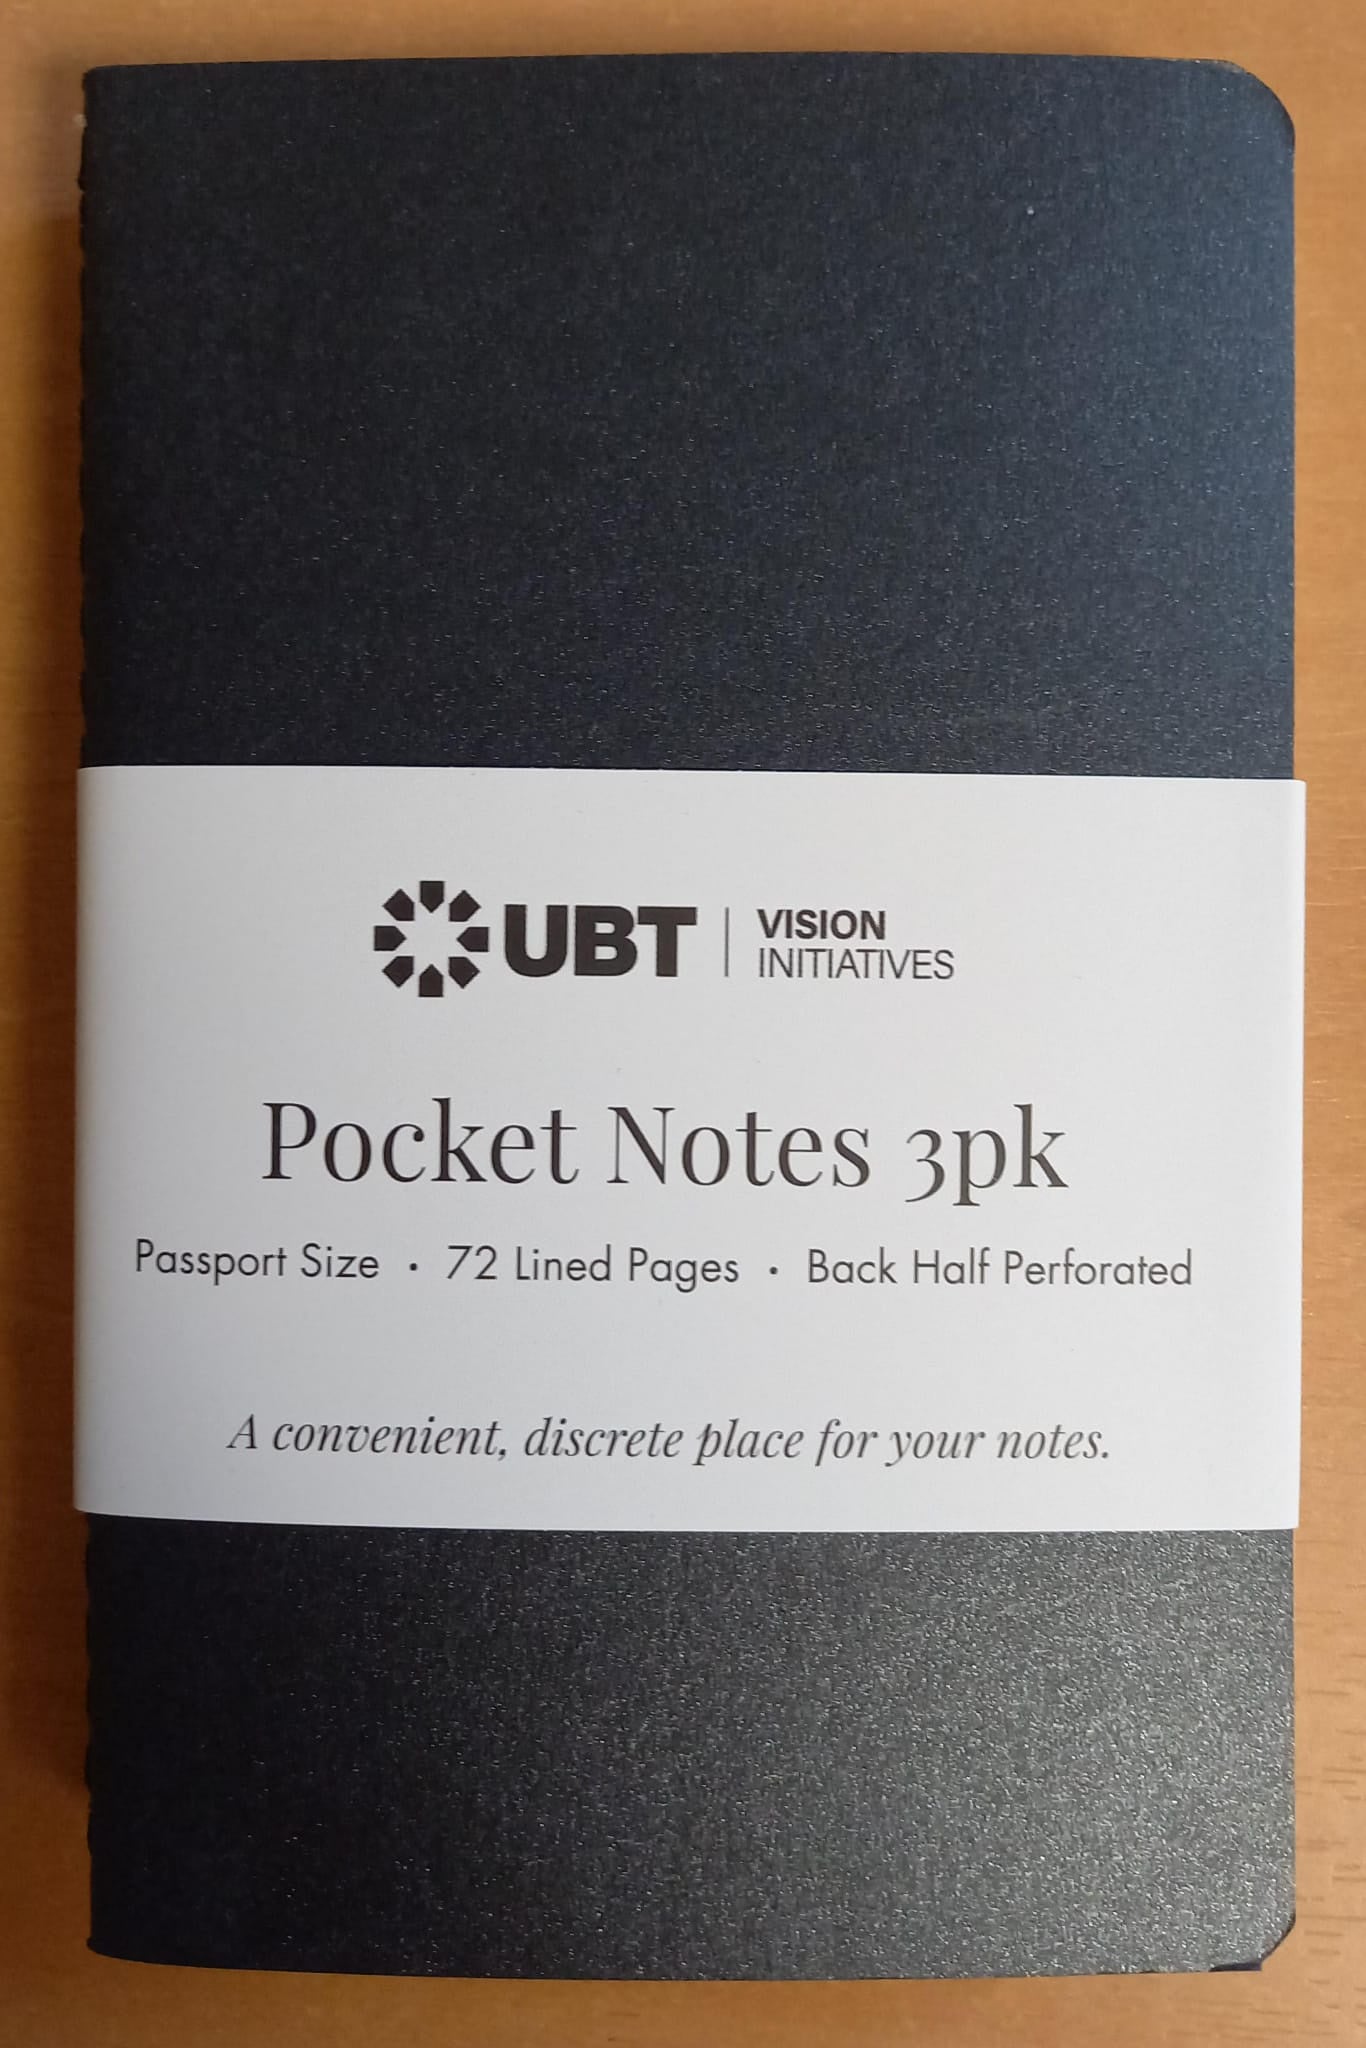 UBT | VISION
INITIATIVES
Pocket Notes 3pk
Passport Size • 72 Lined Pages • Back Half Perforated
A convenient, discrete place for your notes.